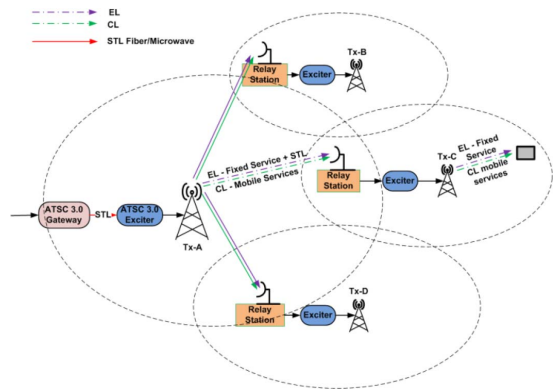 EL
CL
STL Fiber/Microwave
Tx-B
Relay
Station
Exciter
EL - Fixed Service + STL
CL - Mobile Services
Tx-C
EL - Fixed
Service
CL mobile
services
Relay
Station
Exciter
ATSC 3.0
Gateway
STL
ATSC 3.0
Exciter
Tx-A
Tx-D
Relay
Station
Exciter